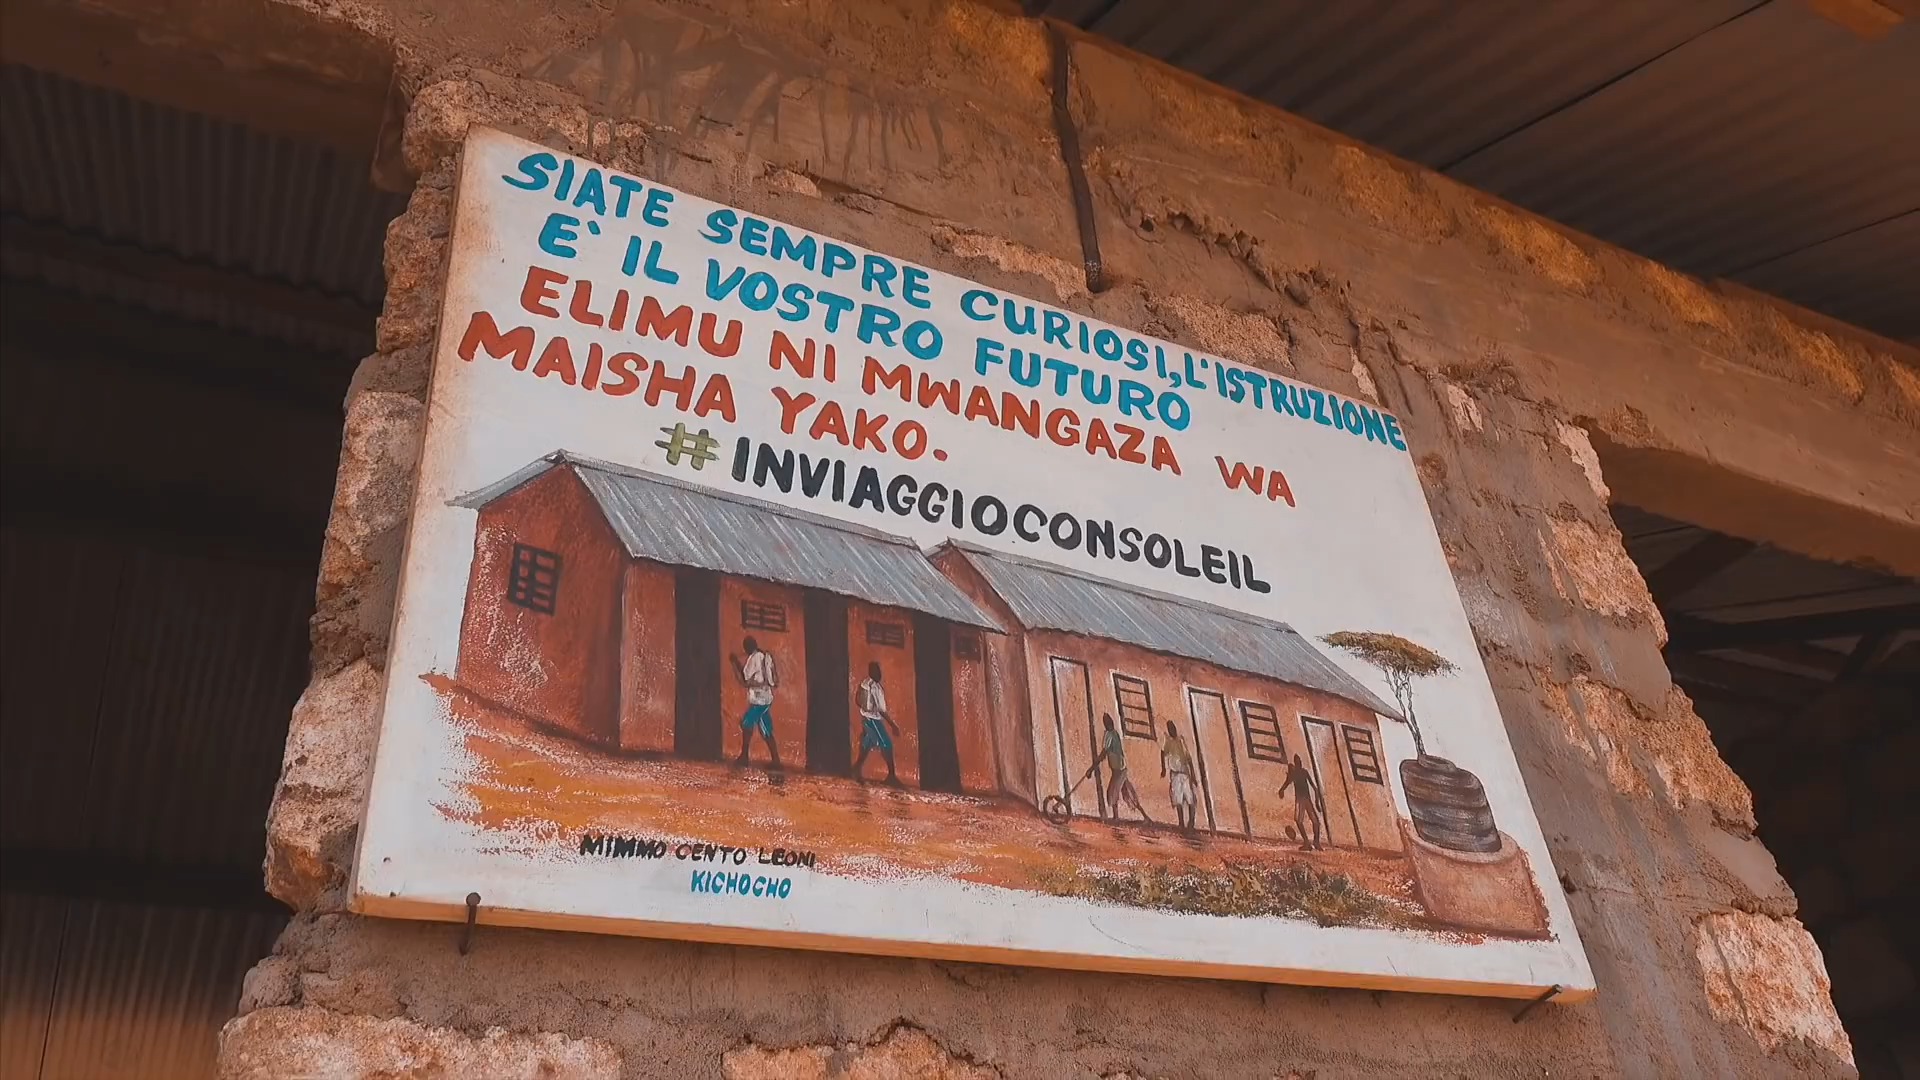 SIATE SEMPRE CURIOSI, L'ISTRUZIONE
E' IL VOSTRO FUTURO
ELIMU NI MWANGAZA WA
MAISHA YAKO.
#INVIAGGIOCONSOLEIL
MIMMO CENTO LEONI
KICHOCHO